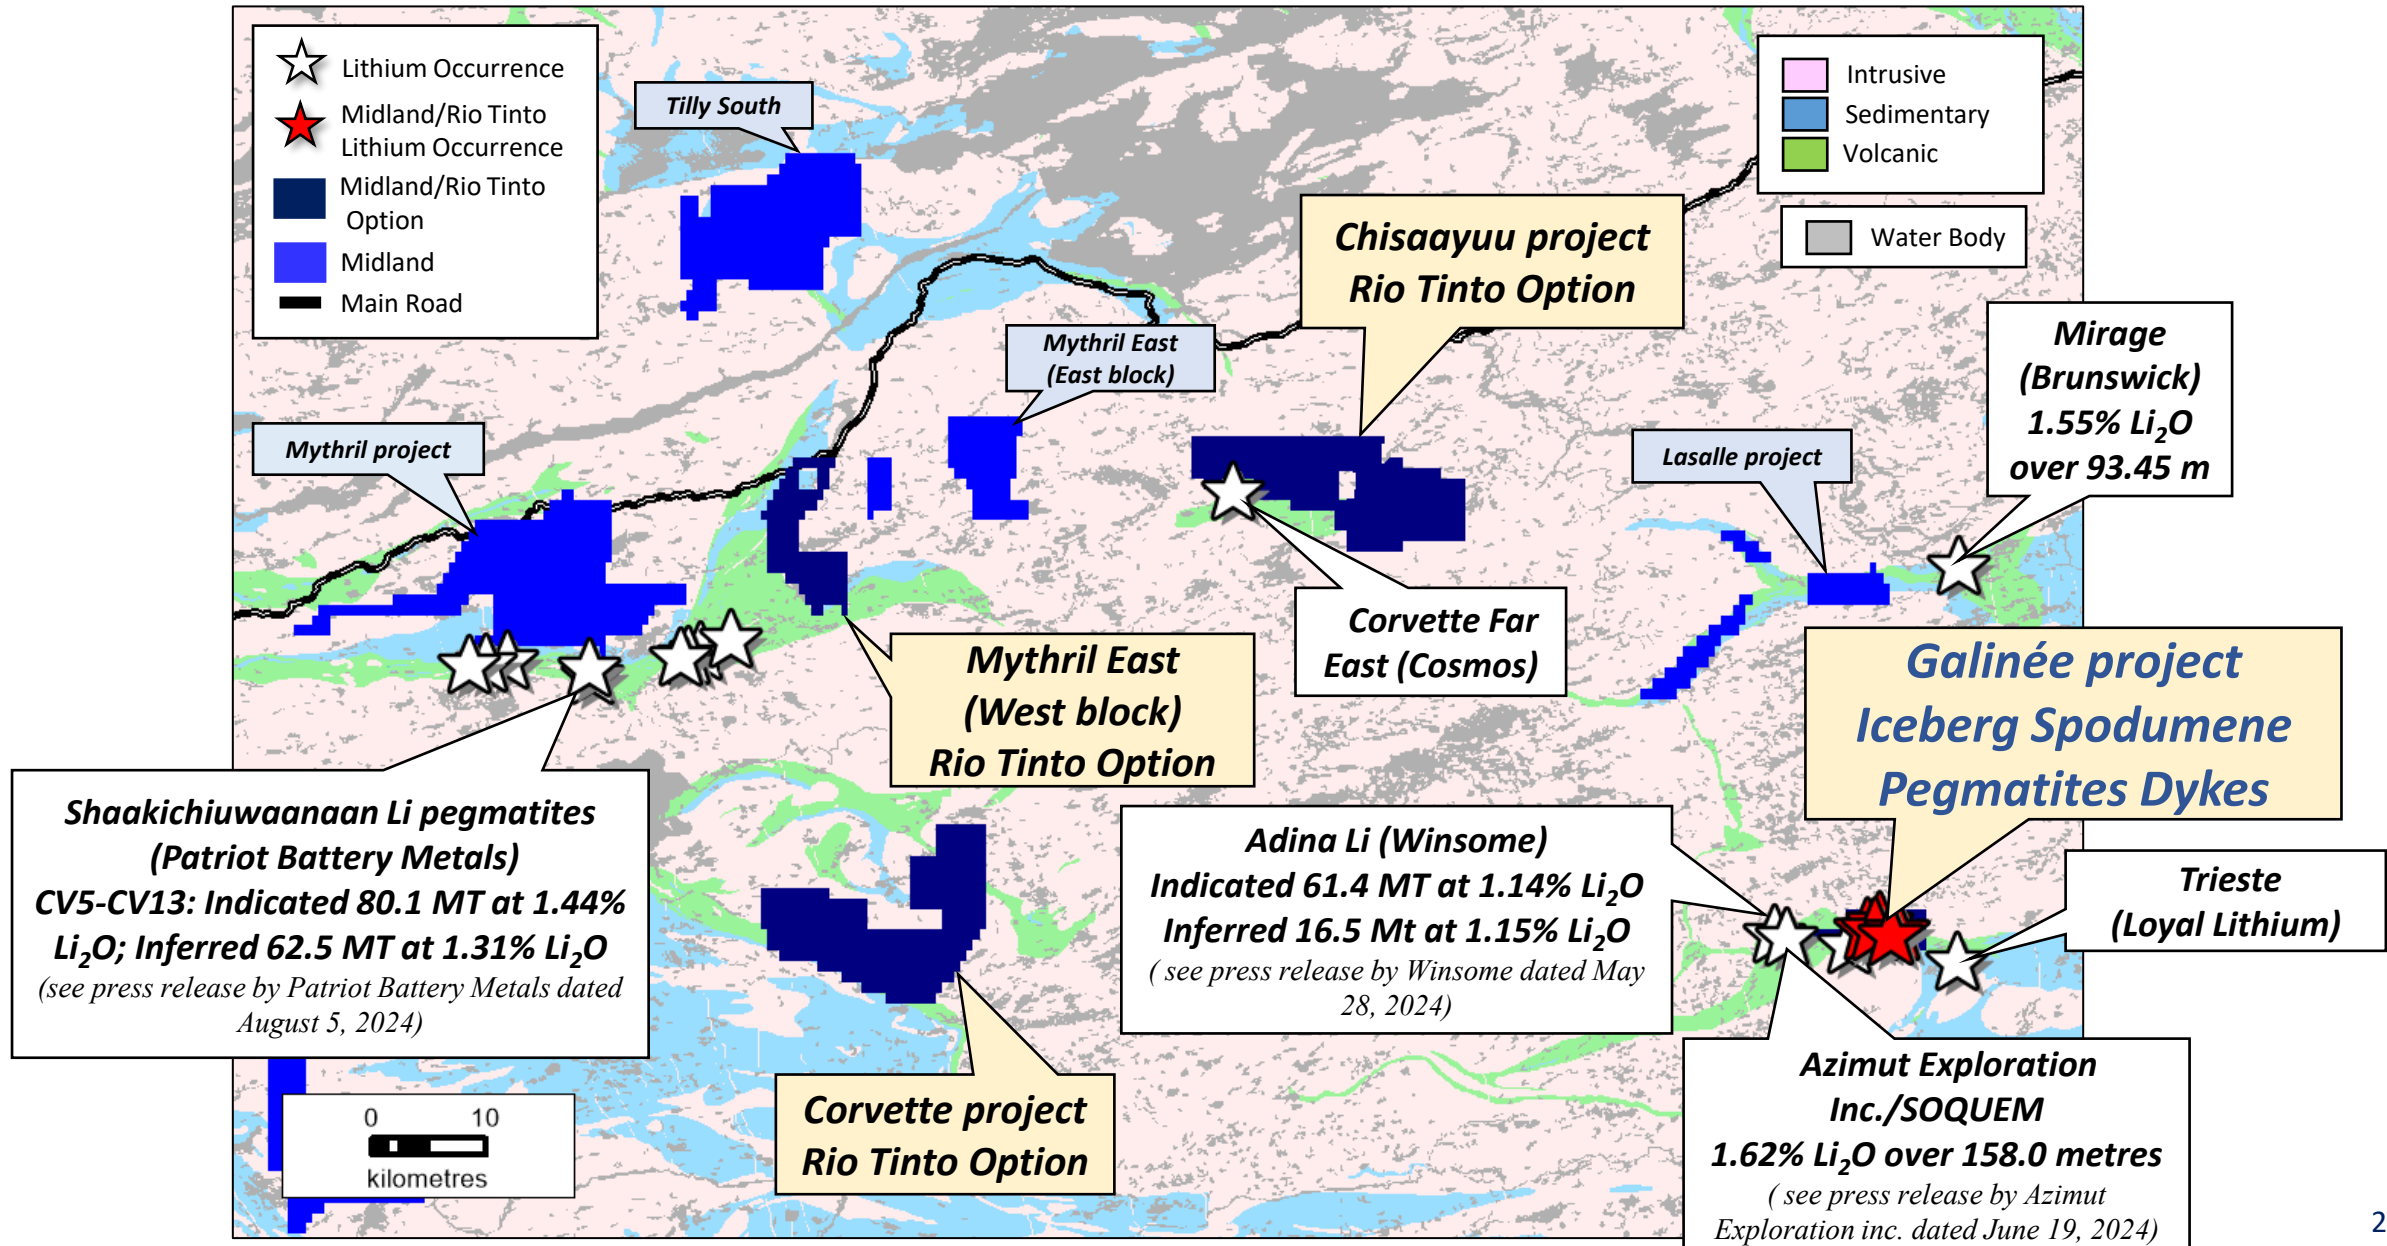 Lithium Occurrence
Midland/Rio Tinto
Lithium Occurrence
Midland/Rio Tinto
Option
Midland
Main Road
Tilly South
Intrusive
Sedimentary
Volcanic
Water Body
Chisaayuu project
Rio Tinto Option
Mythril East
(East block)
Mirage
(Brunswick)
1.55% Li₂O
over 93.45 m
Mythril project
Lasalle project
Corvette Far
East (Cosmos)
Mythril East
(West block)
Rio Tinto Option
Galinée project
Iceberg Spodumene
Pegmatites Dykes
Shaakichiuwaanaan Li pegmatites
(Patriot Battery Metals)
CV5-CV13: Indicated 80.1 MT at 1.44%
Li₂O; Inferred 62.5 MT at 1.31% Li₂O
(see press release by Patriot Battery Metals dated
August 5, 2024)
Adina Li (Winsome)
Indicated 61.4 MT at 1.14% Li₂O
Inferred 16.5 Mt at 1.15% Li₂O
( see press release by Winsome dated May
28, 2024)
Trieste
(Loyal Lithium)
Corvette project
Rio Tinto Option
Azimut Exploration
Inc./SOQUEM
1.62% Li₂O over 158.0 metres
( see press release by Azimut
Exploration inc. dated June 19, 2024)
0 10
kilometres
2